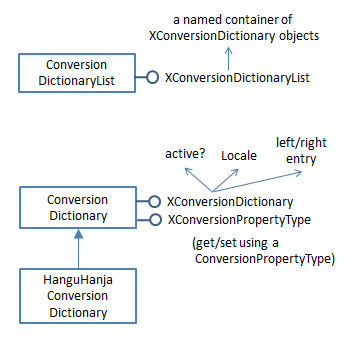 a named container of
XConversionDictionary objects
Conversion
DictionaryList
XConversionDictionaryList
active?
Locale
left/right
entry
Conversion
Dictionary
XConversionDictionary
XConversionPropertyType
(get/set using a
ConversionPropertyType)
HanguHanja
Conversion
Dictionary